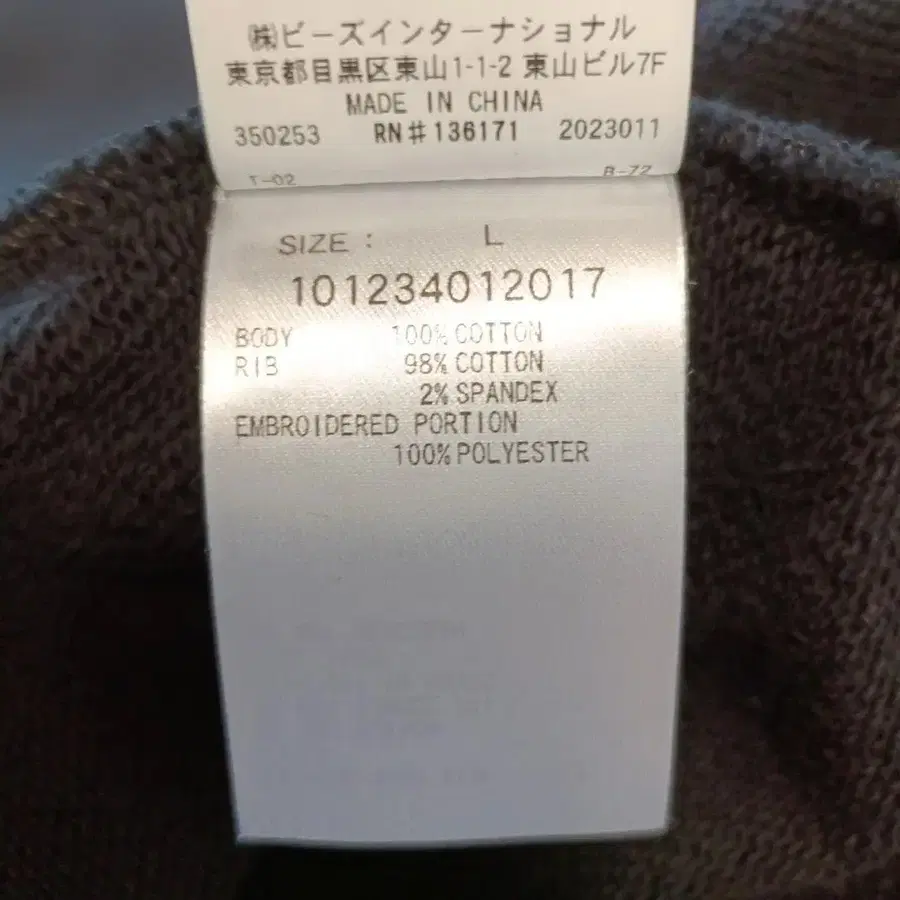 ㈱ビーズインターナショナル
東京都目黒区東山1-1-2 東山ビル7F
MADE IN CHINA
350253 RN#136171 2023011
T-02 B-72
SIZE : L
101234012017
BODY 100% COTTON
RIB 98% COTTON
2% SPANDEX
EMBROIDERED PORTION
100% POLYESTER